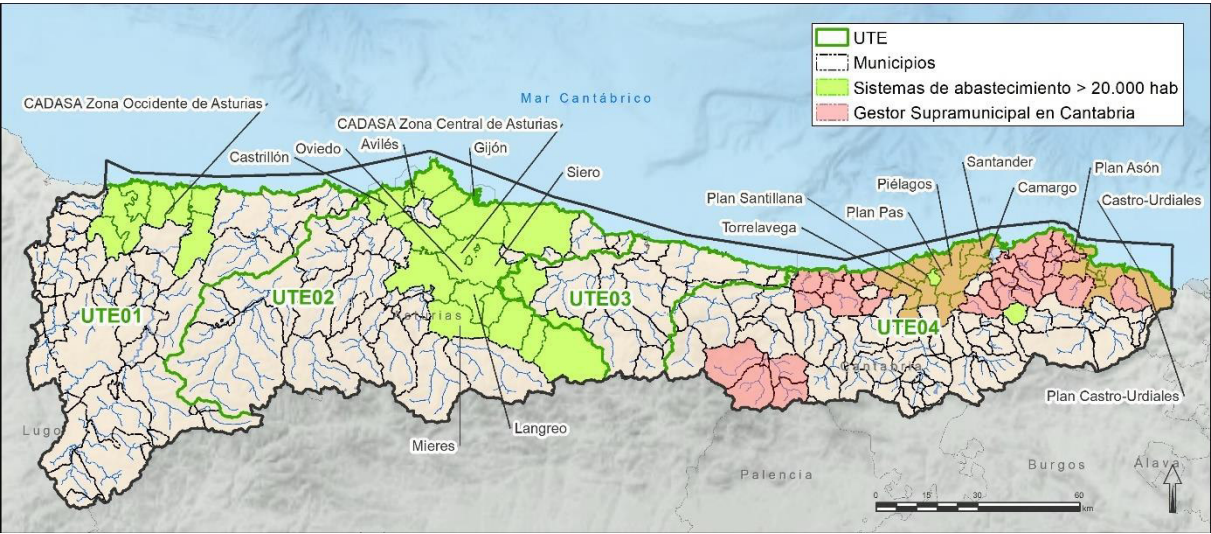 UTE
Municipios
Sistemas de abastecimiento > 20.000 hab
Gestor Supramunicipal en Cantabria
Mar Cantábrico
CADASA Zona Occidente de Asturias
CADASA Zona Central de Asturias
Castrillón
Oviedo
Avilés
Gijón
Siero
Santander
Plan Asón
Piélagos
Camargo
Plan Santillana
Castro-Urdiales
Plan Pas
Torrelavega
UTE01
UTE02
UTE03
UTE04
Asturias
Cantabria
Plan Castro-Urdiales
Lugo
Mieres
Langreo
Palencia
Burgos
Álava
0 15 30 60
km